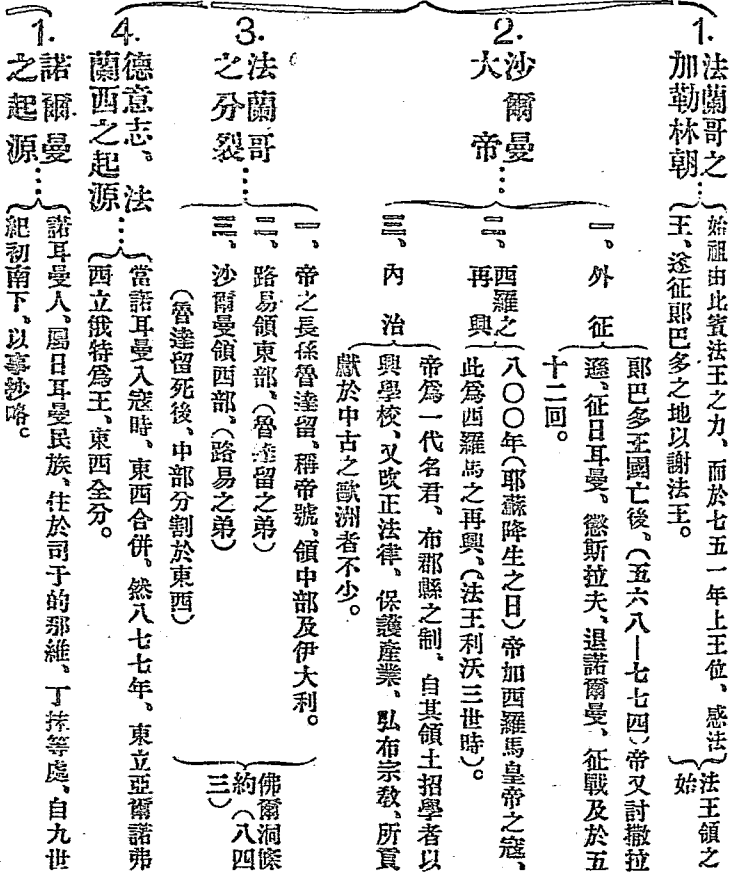 1.
法蘭哥之
加勒林朝…
始祖由比賓法王之力、而於七五一年上王位、感法
王、遂征郎巴多之地以謝法王。
法王領之
始
2.
沙爾曼
大帝…
一、外征
郎巴多王國亡後、(五六八—七七四)帝又討撒拉
遜、征日耳曼、懲斯拉夫、退諾爾曼、征戰及於五
十二回。
二、西羅之
再興
八〇〇年(耶蘇降生之日)帝加西羅馬皇帝之冠、
此爲西羅馬之再興、(法王利沃三世時)。
三、內治
帝爲一代名君、布郡縣之制、自其領土招學者以
興學校、又改正法律、保護產業、弘布宗敎、所貢
獻於中古之歐洲者不少。
3.
法蘭哥
之分裂…
一、帝之長孫魯達留、稱帝號、領中部及伊大利。
二、路易領東部、(魯達留之弟)
三、沙爾曼領西部、(路易之弟)
(魯達留死後、中部分割於東西)
佛爾洞條
約(八四
三)
4.
德意志、法
蘭西之起源…
當諾耳曼入寇時、東西合併、然八七七年、東立亞爾諾弗
西立俄特爲王、東西全分。
1.
諾爾曼
之起源…
諾耳曼人、屬日耳曼民族、住於司于的那維、丁抹等處、自九世
紀初南下、以事抄略。